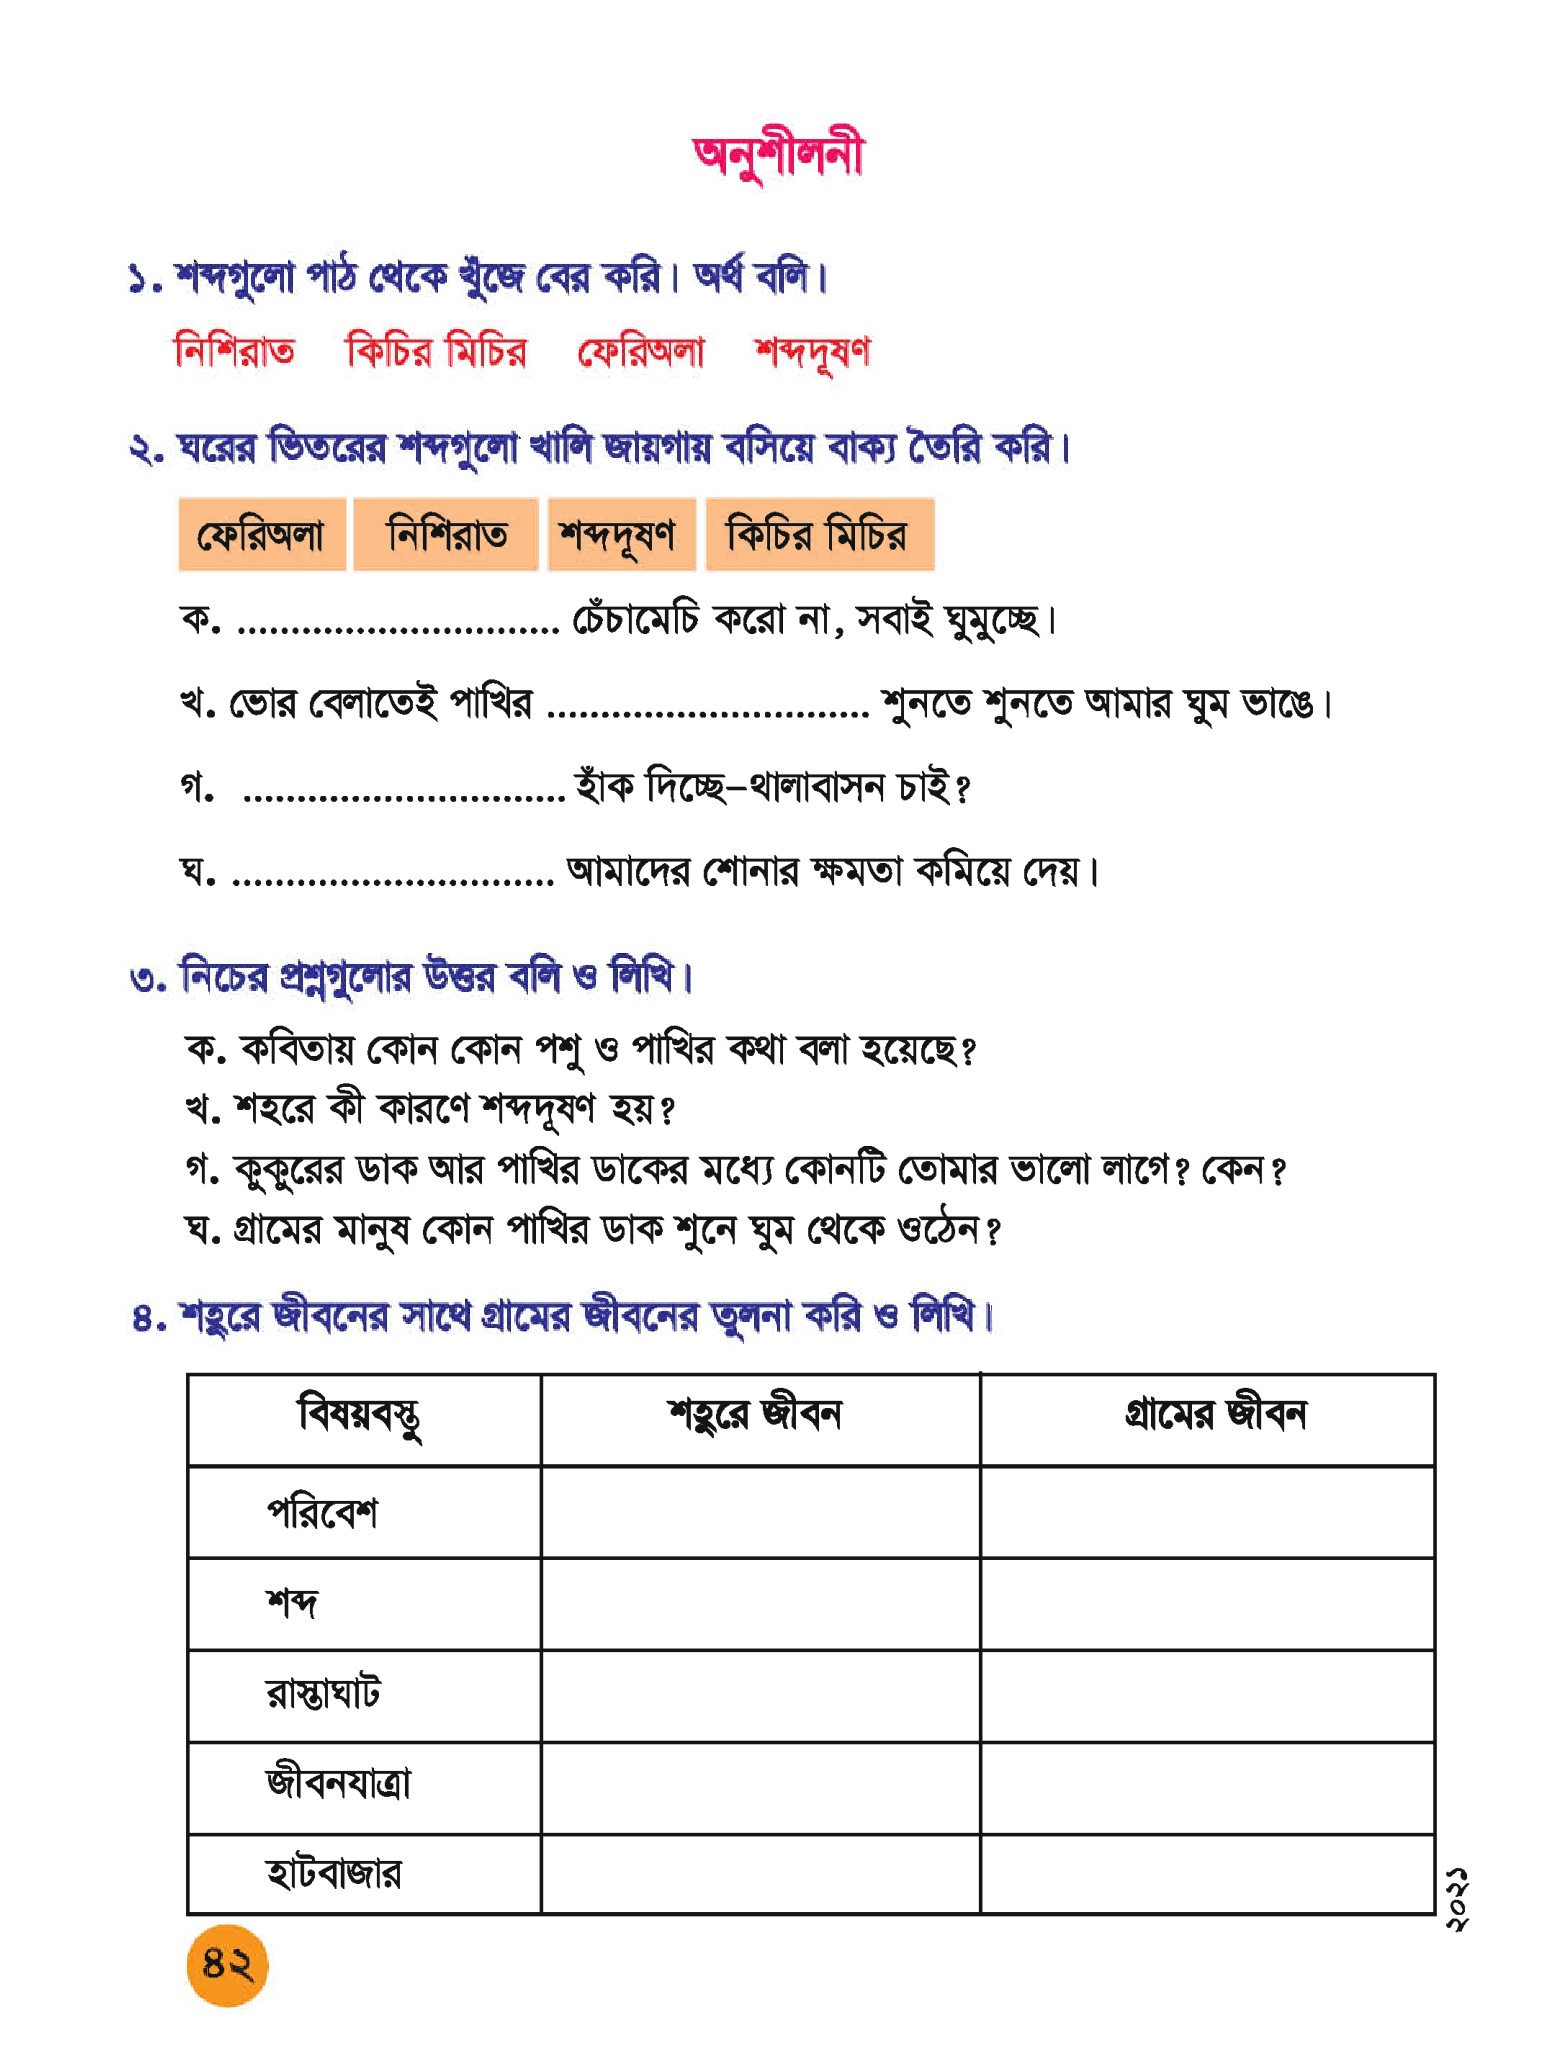 অনুশীলনী
১. শব্দগুলো পাঠ থেকে খুঁজে বের করি। অর্থ বলি।
নিশিরাত কিচির মিচির ফেরিঅলা শব্দদূষণ
২. ঘরের ভিতরের শব্দগুলো খালি জায়গায় বসিয়ে বাক্য তৈরি করি।
ফেরিঅলা নিশিরাত শব্দদূষণ কিচির মিচির
ক. .............................. চেঁচামেচি করো না, সবাই ঘুমুচ্ছে।
খ. ভোর বেলাতেই পাখির .............................. শুনতে শুনতে আমার ঘুম ভাঙে।
গ. .............................. হাঁক দিচ্ছে–থালাবাসন চাই?
ঘ. .............................. আমাদের শোনার ক্ষমতা কমিয়ে দেয়।
৩. নিচের প্রশ্নগুলোর উত্তর বলি ও লিখি।
ক. কবিতায় কোন কোন পশু ও পাখির কথা বলা হয়েছে?
খ. শহরে কী কারণে শব্দদূষণ হয়?
গ. কুকুরের ডাক আর পাখির ডাকের মধ্যে কোনটি তোমার ভালো লাগে? কেন?
ঘ. গ্রামের মানুষ কোন পাখির ডাক শুনে ঘুম থেকে ওঠেন?
৪. শহুরে জীবনের সাথে গ্রামের জীবনের তুলনা করি ও লিখি।
বিষয়বস্তু শহুরে জীবন গ্রামের জীবন
পরিবেশ
শব্দ
রাস্তাঘাট
জীবনযাত্রা
হাটবাজার
৪২
২০২১